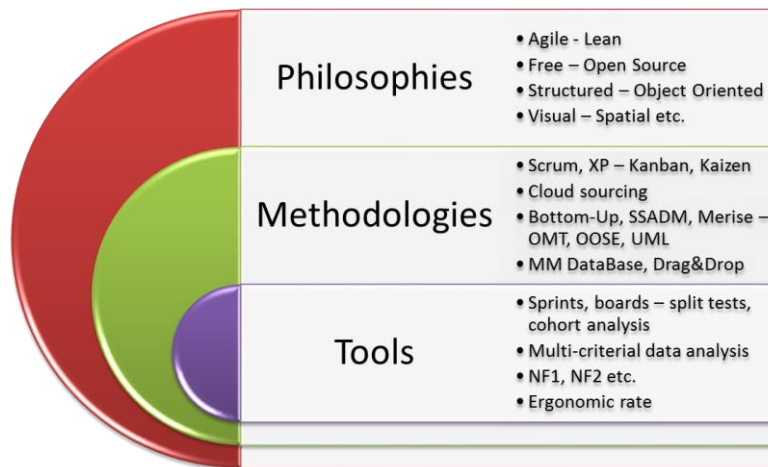 Philosophies
• Agile - Lean
• Free – Open Source
• Structured – Object Oriented
• Visual – Spatial etc.
Methodologies
• Scrum, XP – Kanban, Kaizen
• Cloud sourcing
• Bottom-Up, SSADM, Merise –
OMT, OOSE, UML
• MM DataBase, Drag&Drop
Tools
• Sprints, boards – split tests,
cohort analysis
• Multi-criterial data analysis
• NF1, NF2 etc.
• Ergonomic rate